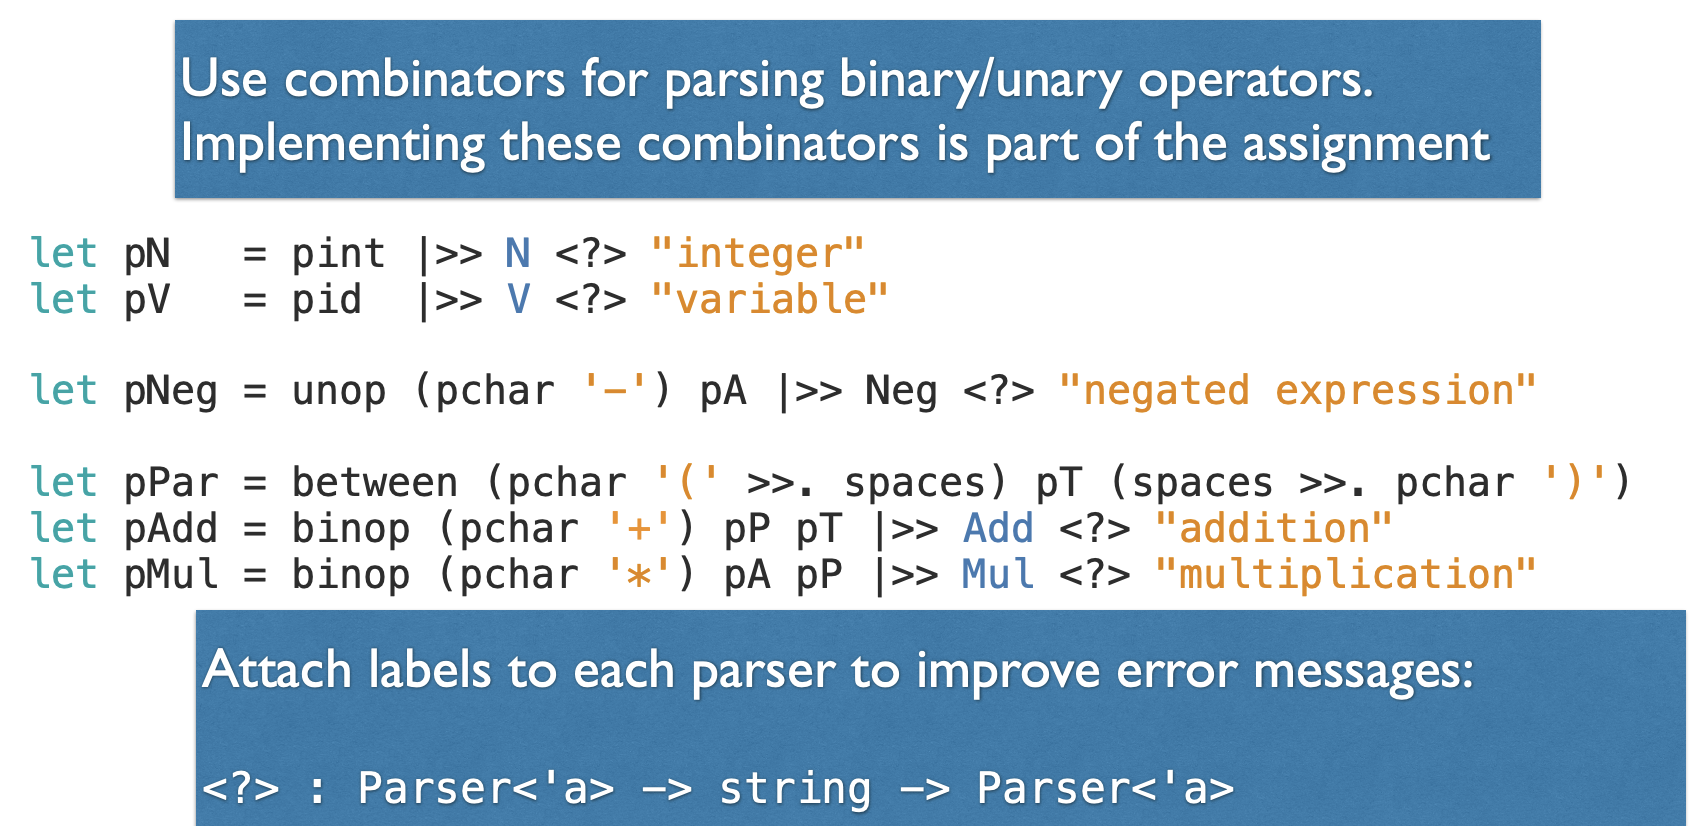 Use combinators for parsing binary/unary operators.
Implementing these combinators is part of the assignment
let pN   = pint |>> N <?> "integer"
let pV   = pid  |>> V <?> "variable"
let pNeg = unop (pchar '-') pA |>> Neg <?> "negated expression"
let pPar = between (pchar '(' >>. spaces) pT (spaces >>. pchar ')')
let pAdd = binop (pchar '+') pP pT |>> Add <?> "addition"
let pMul = binop (pchar '*') pA pP |>> Mul <?> "multiplication"
Attach labels to each parser to improve error messages:
<?> : Parser<'a> -> string -> Parser<'a>